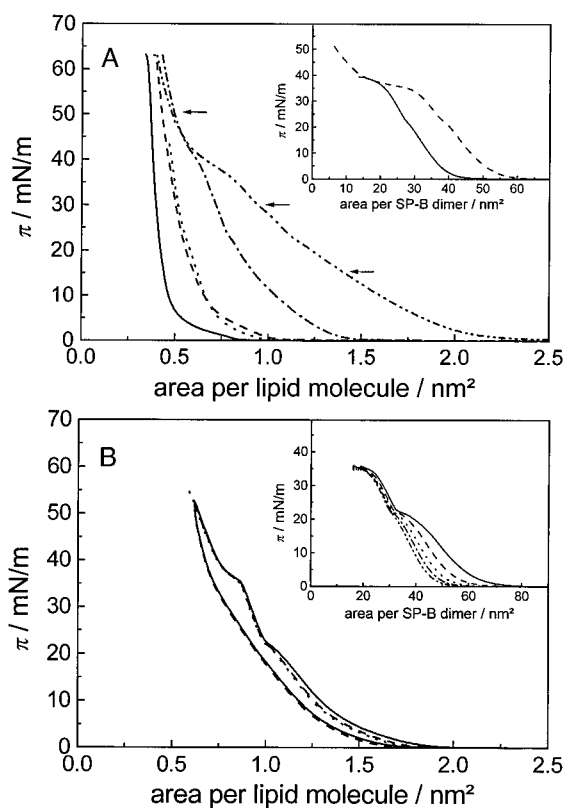 A
π / mN/m
70
60
50
40
30
20
10
0
0.0 0.5 1.0 1.5 2.0 2.5
area per lipid molecule / nm²
π / mN/m
50
40
30
20
10
0
0 10 20 30 40 50 60
area per SP-B dimer / nm²
B
π / mN/m
70
60
50
40
30
20
10
0
0.0 0.5 1.0 1.5 2.0 2.5
area per lipid molecule / nm²
π / mN/m
40
30
20
10
0
0 20 40 60 80
area per SP-B dimer / nm²